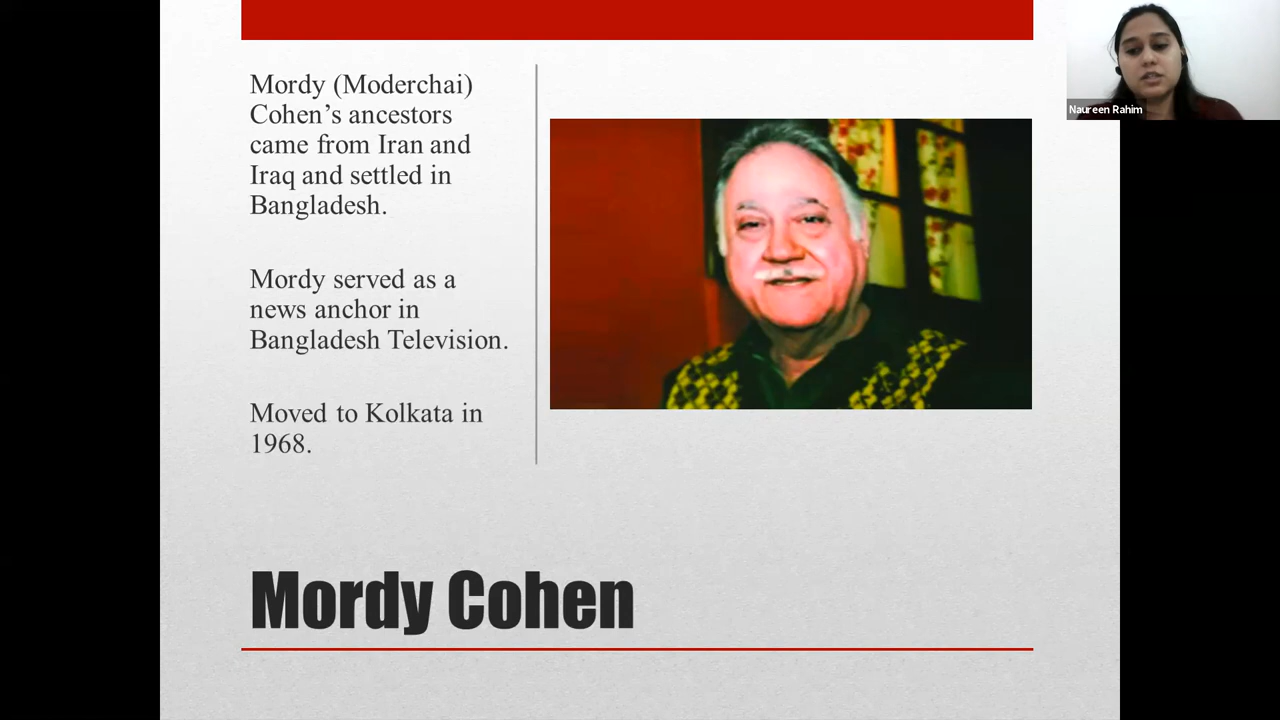 Mordy (Moderchai)
Cohen’s ancestors
came from Iran and
Iraq and settled in
Bangladesh.
Mordy served as a
news anchor in
Bangladesh Television.
Moved to Kolkata in
1968.
Mordy Cohen
Naureen Rahim